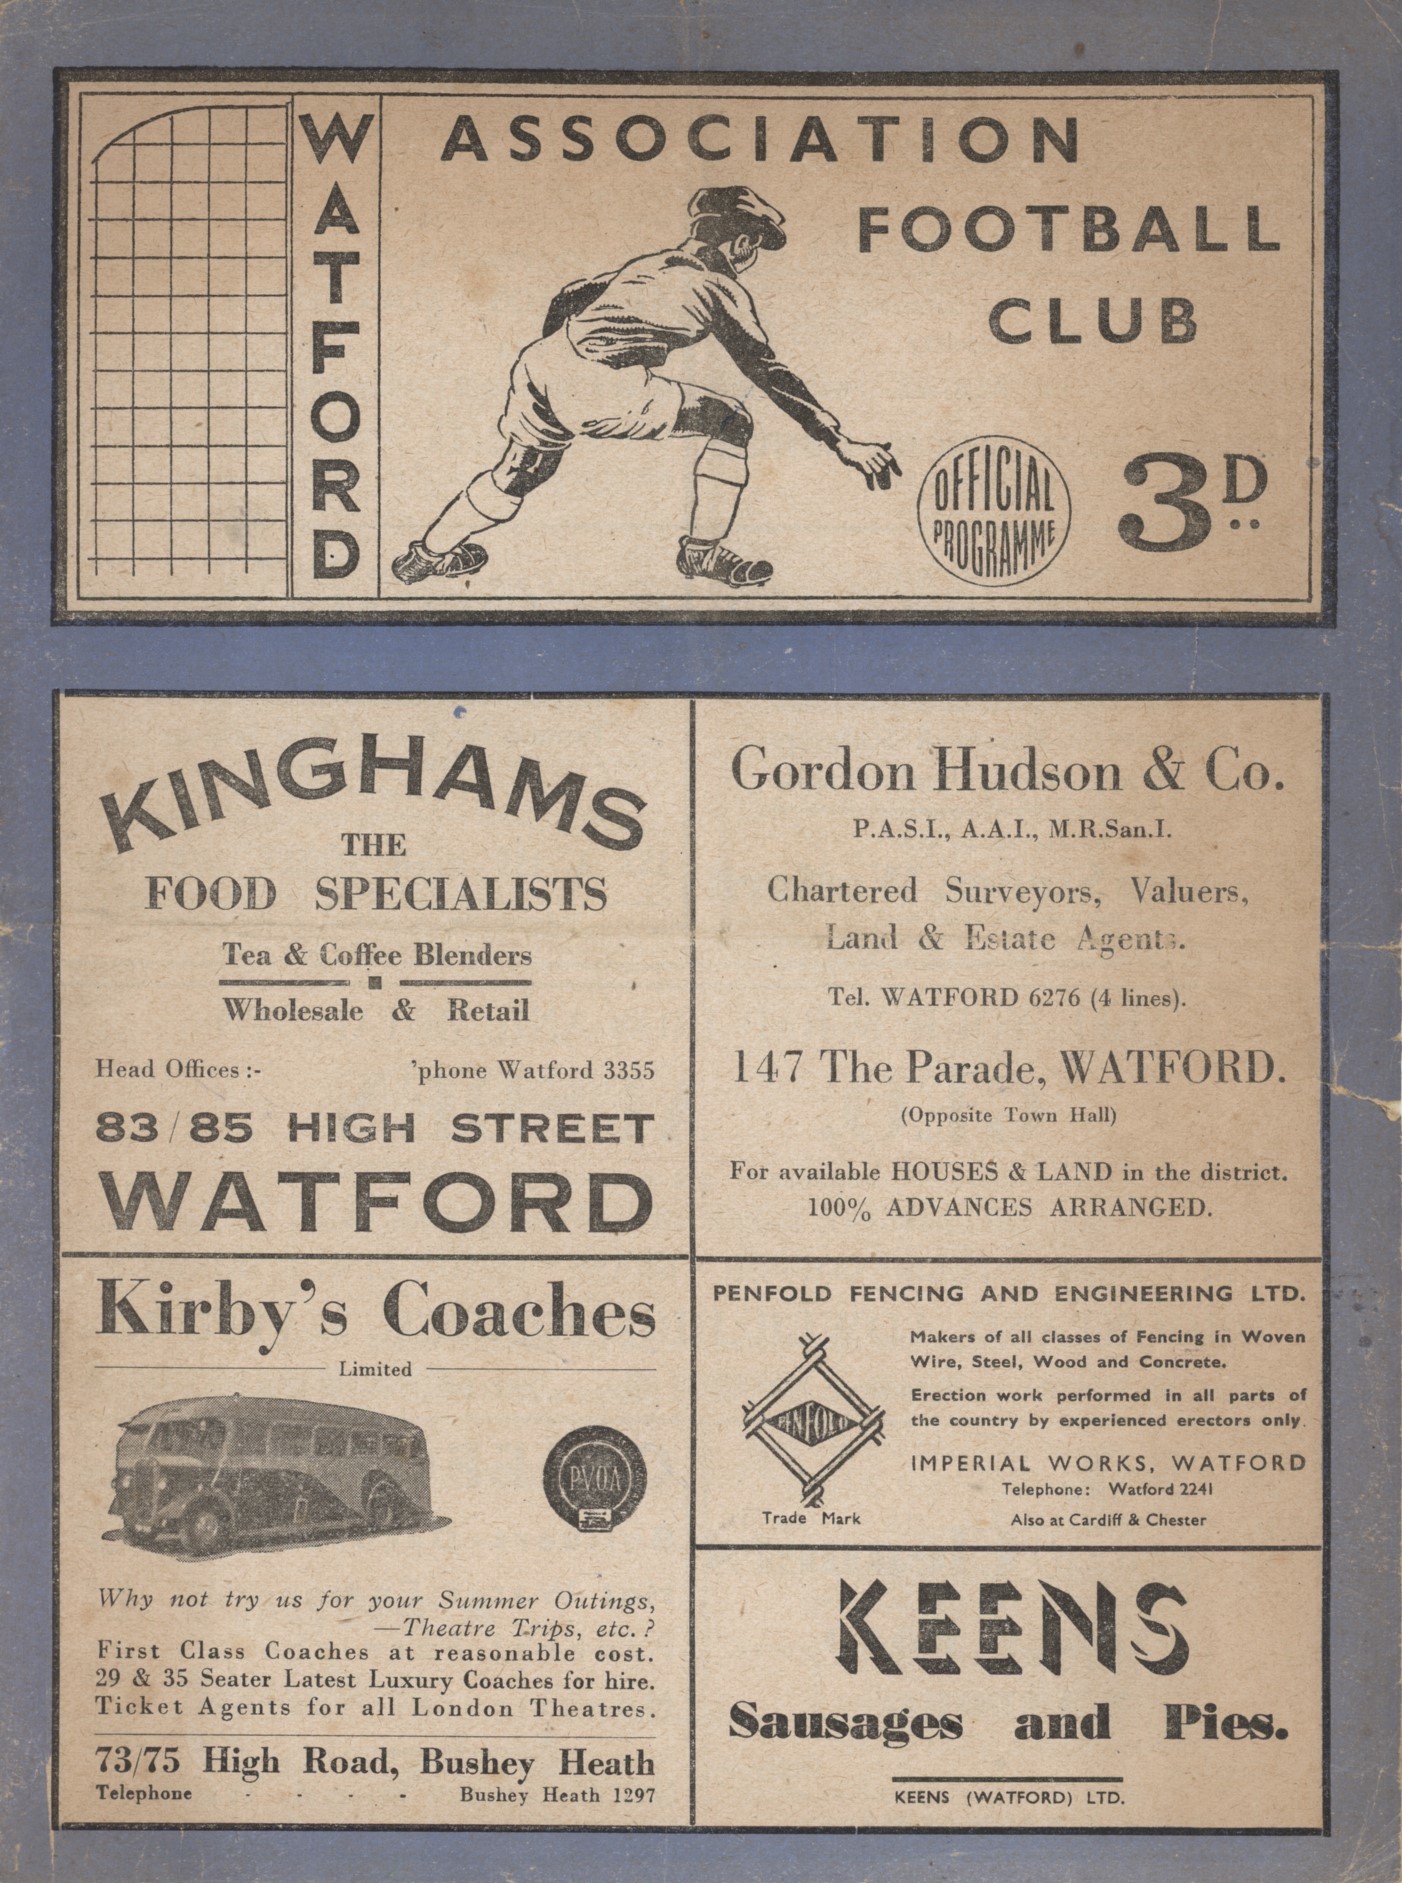 WATFORD
ASSOCIATION
FOOTBALL
CLUB
OFFICIAL
PROGRAMME
3D
KINGHAMS
THE
FOOD SPECIALISTS
Tea & Coffee Blenders
Wholesale & Retail
Head Offices :- 'phone Watford 3355
83/85 HIGH STREET
WATFORD
Gordon Hudson & Co.
P.A.S.I., A.A.I., M.R.San.I.
Chartered Surveyors, Valuers,
Land & Estate Agents.
Tel. WATFORD 6276 (4 lines).
147 The Parade, WATFORD.
(Opposite Town Hall)
For available HOUSES & LAND in the district.
100% ADVANCES ARRANGED.
Kirby's Coaches
Limited
P.V.O.A
Why not try us for your Summer Outings,
—Theatre Trips, etc. ?
First Class Coaches at reasonable cost.
29 & 35 Seater Latest Luxury Coaches for hire.
Ticket Agents for all London Theatres.
73/75 High Road, Bushey Heath
Telephone - - - - Bushey Heath 1297
PENFOLD FENCING AND ENGINEERING LTD.
PENFOLD
Trade Mark
Makers of all classes of Fencing in Woven
Wire, Steel, Wood and Concrete.
Erection work performed in all parts of
the country by experienced erectors only.
IMPERIAL WORKS, WATFORD
Telephone: Watford 2241
Also at Cardiff & Chester
KEENS
Sausages and Pies.
KEENS (WATFORD) LTD.